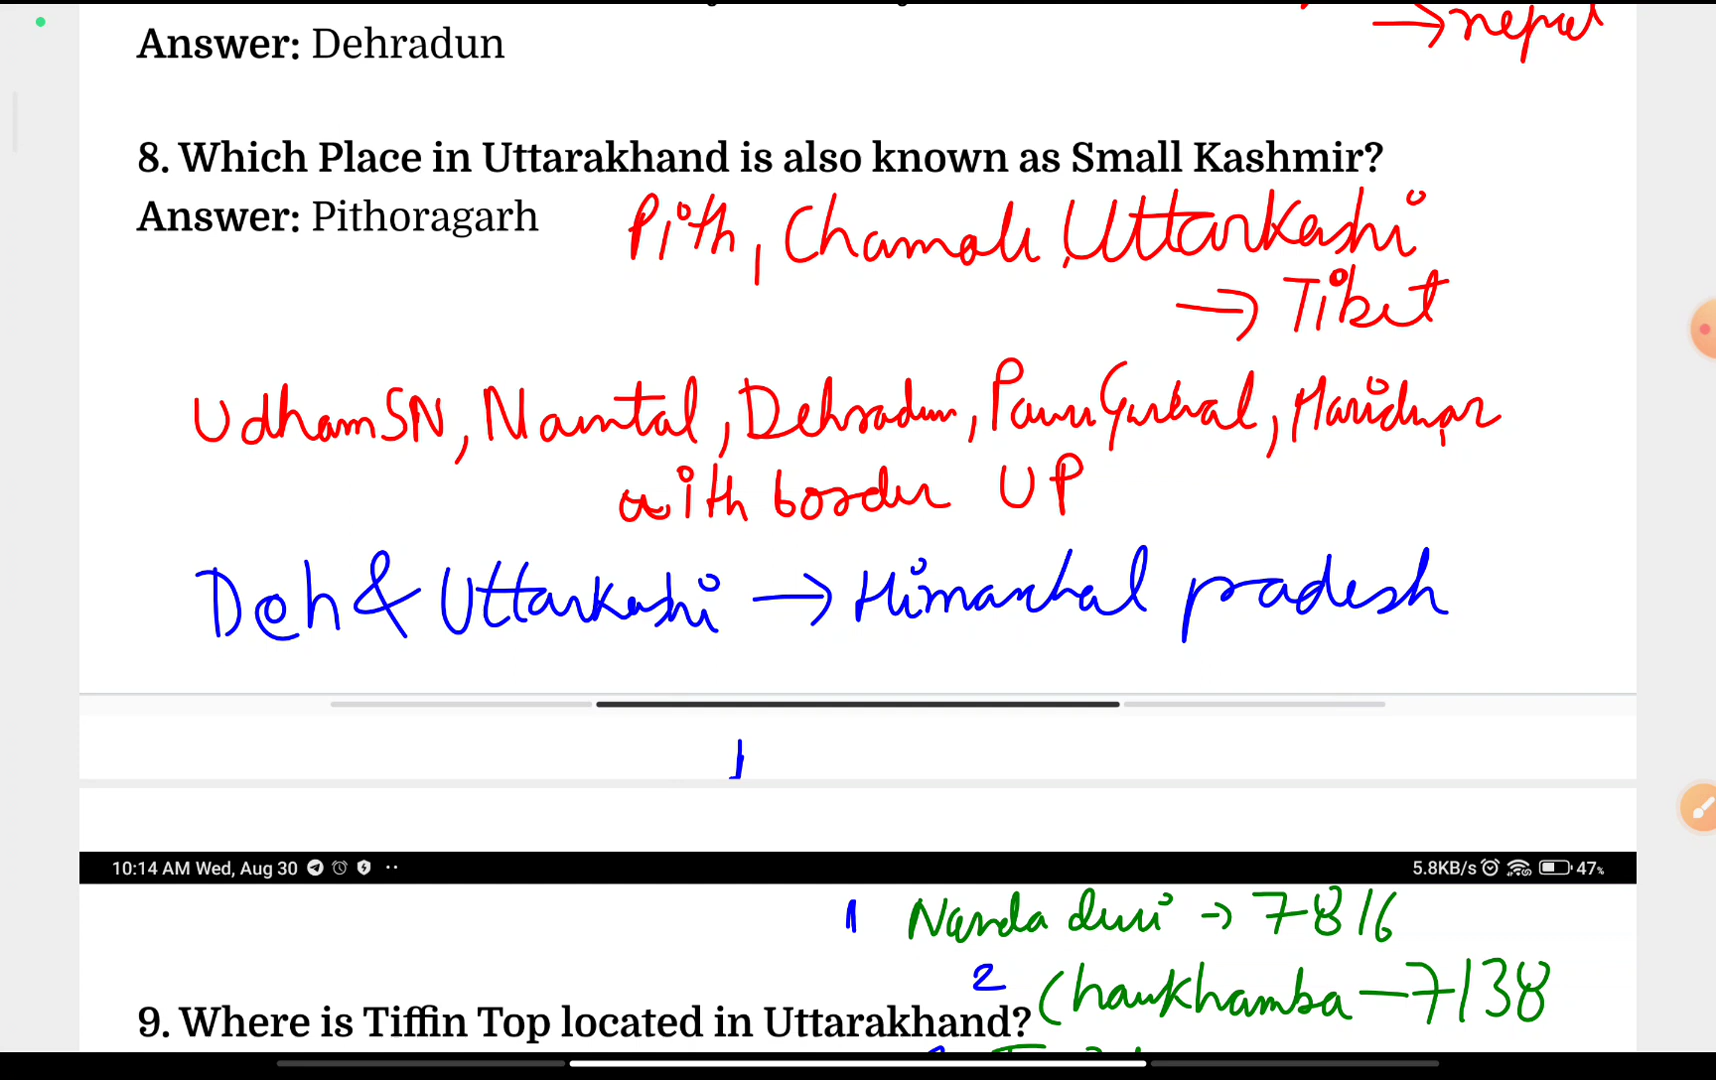 → nepal
Answer: Dehradun
8. Which Place in Uttarakhand is also known as Small Kashmir?
Answer: Pithoragarh
Pith, Chamoli, Uttarkashi
→ Tibet
UdhamSN, Naintal, Dehradun, Pauri Garhwal, Haridwar
with border UP
Deh & Uttarkashi → Himanchal pradesh
10:14 AM Wed, Aug 30
5.8KB/s 47%
1 Nanda devi → 7816
2 Chaukhamba — 7138
9. Where is Tiffin Top located in Uttarakhand?